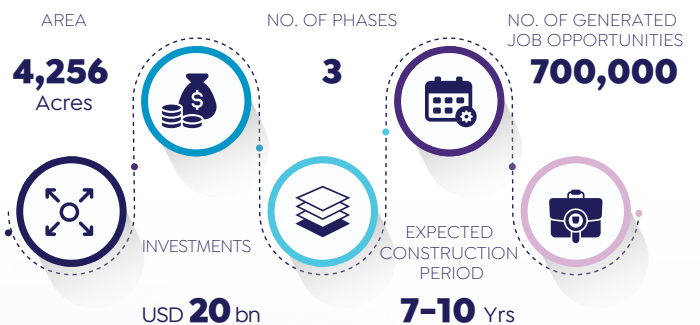 AREA
4,256
Acres
INVESTMENTS
USD 20 bn
NO. OF PHASES
3
EXPECTED
CONSTRUCTION
PERIOD
7-10 Yrs
NO. OF GENERATED
JOB OPPORTUNITIES
700,000
$